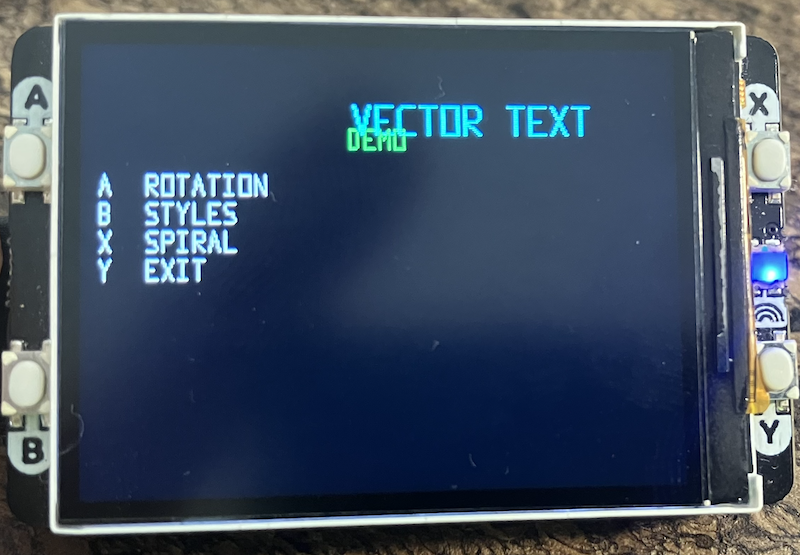 A
X
VECTOR TEXT
DEMO
A ROTATION
B STYLES
X SPIRAL
Y EXIT
B
Y